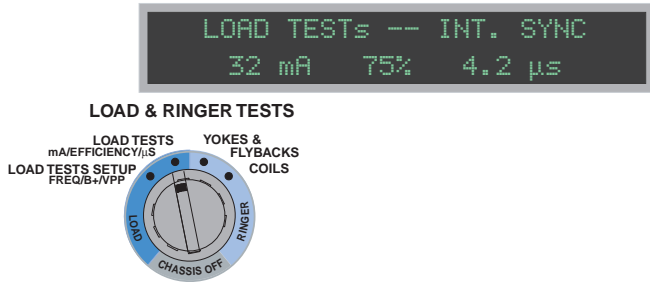 LOAD TESTs -- INT. SYNC
32 mA 75% 4.2 µs
LOAD & RINGER TESTS
LOAD TESTS
mA/EFFICIENCY/µS
YOKES &
FLYBACKS
LOAD TESTS SETUP
FREQ/B+/VPP
COILS
LOAD
RINGER
CHASSIS OFF